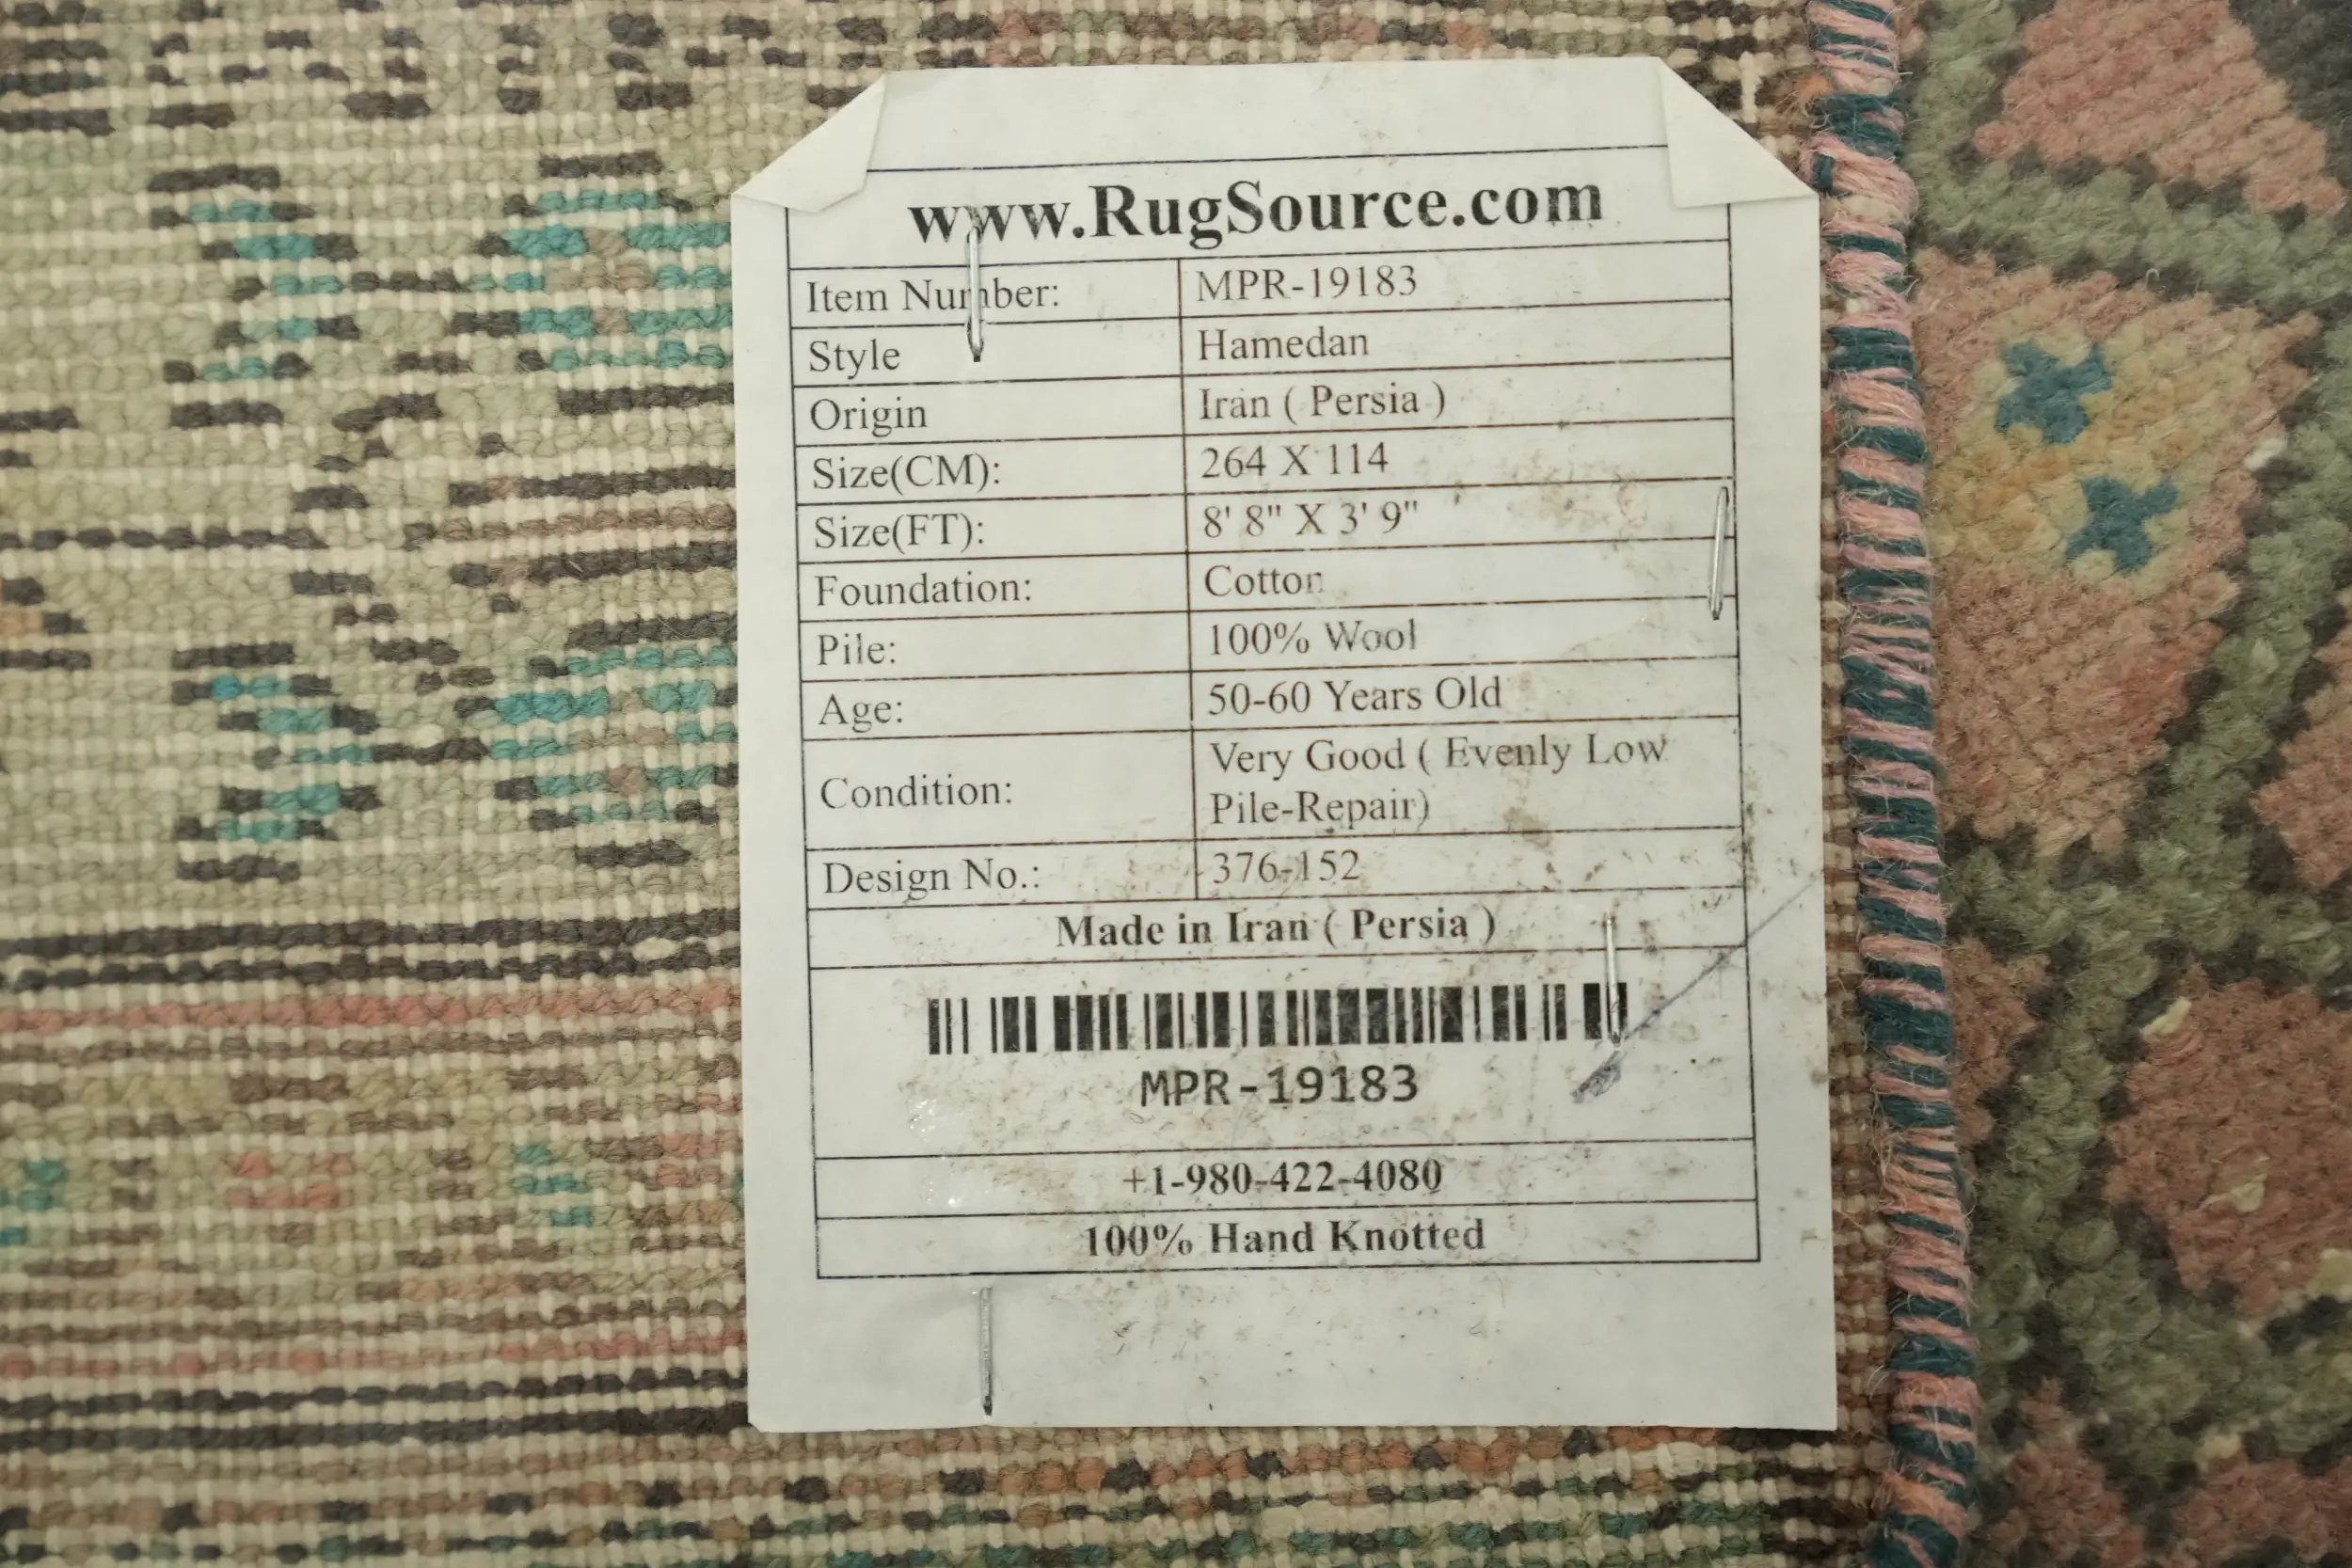 www.RugSource.com
Item Number: MPR-19183
Style Hamedan
Origin Iran ( Persia )
Size(CM): 264 X 114
Size(FT): 8' 8" X 3' 9"
Foundation: Cotton
Pile: 100% Wool
Age: 50-60 Years Old
Condition: Very Good ( Evenly Low
Pile-Repair)
Design No.: 376-152
Made in Iran ( Persia )
MPR-19183
+1-980-422-4080
100% Hand Knotted